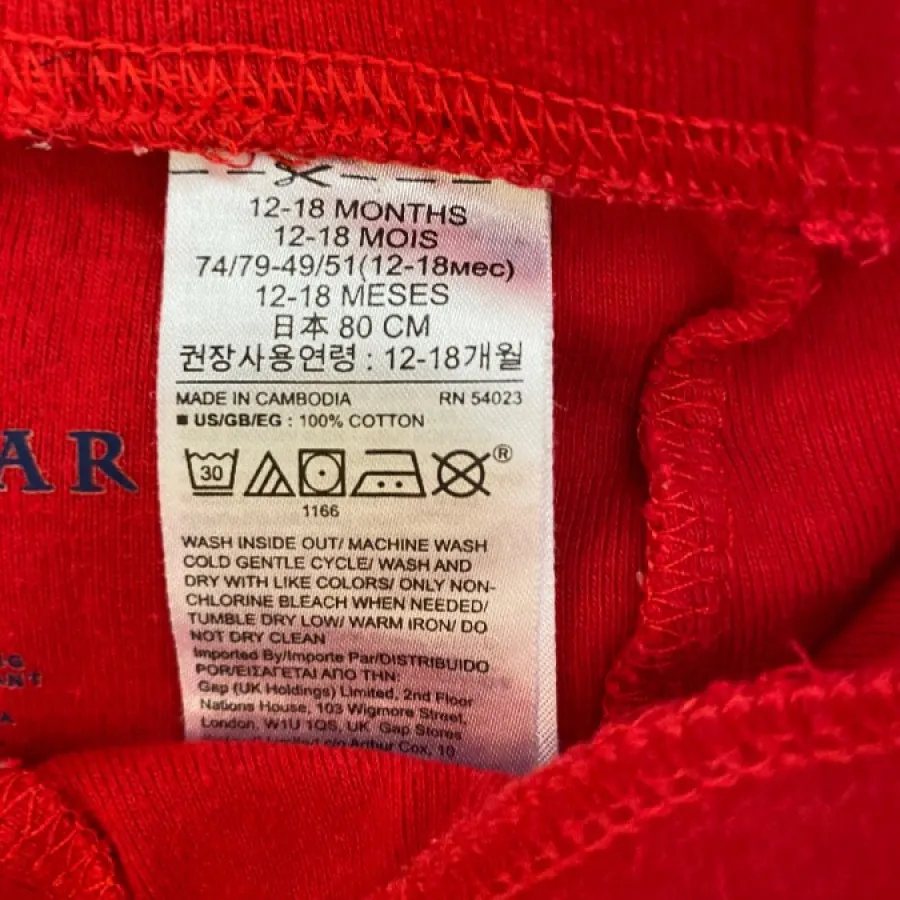 12-18 MONTHS
12-18 MOIS
74/79-49/51(12-18мес)
12-18 MESES
日本 80 CM
권장사용연령 : 12-18개월
MADE IN CAMBODIA RN 54023
■ US/GB/EG : 100% COTTON
30
®
1166
WASH INSIDE OUT/ MACHINE WASH
COLD GENTLE CYCLE/ WASH AND
DRY WITH LIKE COLORS/ ONLY NON-
CHLORINE BLEACH WHEN NEEDED/
TUMBLE DRY LOW/ WARM IRON/ DO
NOT DRY CLEAN
Imported By/Importe Par/DISTRIBUIDO
POR/ΕΙΣΑΓΕΤΑΙ ΑΠΟ ΤΗΝ:
Gap (UK Holdings) Limited, 2nd Floor
Nations House, 103 Wigmore Street,
London, W1U 1QS, UK, Gap Stores
c/o Arthur Cox, 10
AR